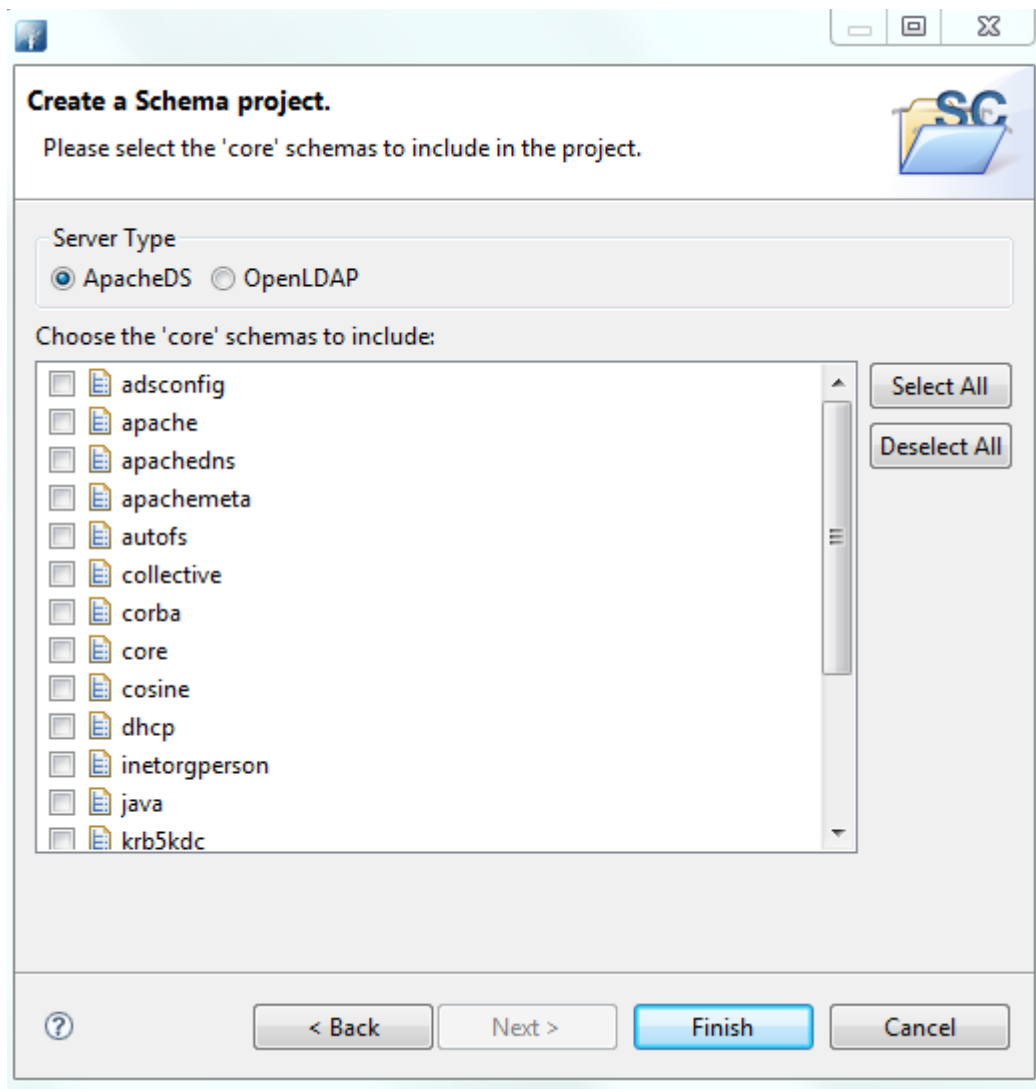 Create a Schema project.
Please select the 'core' schemas to include in the project.
SC
Server Type
ApacheDS OpenLDAP
Choose the 'core' schemas to include:
adsconfig
Select All
apache
Deselect All
apachedns
apachemeta
autofs
collective
corba
core
cosine
dhcp
inetorgperson
java
krb5kdc
?
< Back Next > Finish Cancel